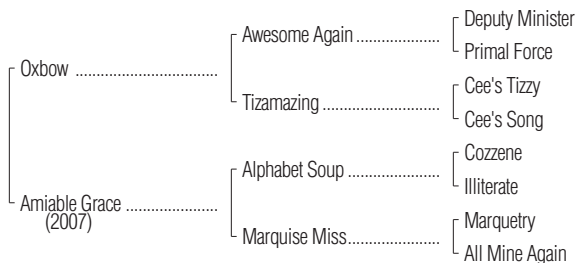 Deputy Minister
Awesome Again ....................
Primal Force
Oxbow ..................................
Cee's Tizzy
Tizamazing ............................
Cee's Song
Cozzene
Alphabet Soup ......................
Illiterate
Amiable Grace ......................
(2007)
Marquetry
Marquise Miss......................
All Mine Again